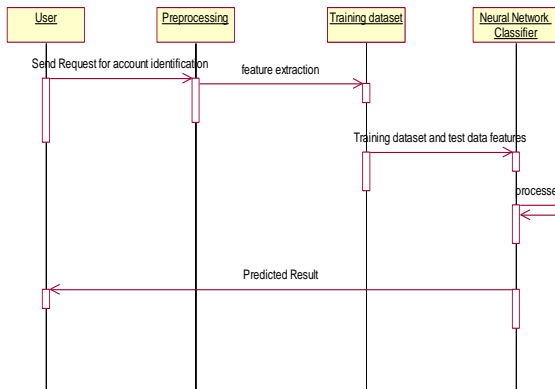 User
Preprocessing
Training dataset
Neural Network
Classifier
Send Request for account identification
feature extraction
Training dataset and test data features
processe
Predicted Result